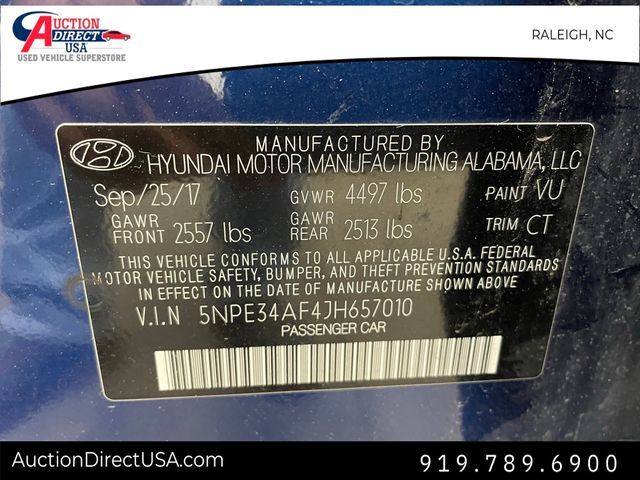 AUCTION
DIRECT
USA
USED VEHICLE SUPERSTORE
RALEIGH, NC
MANUFACTURED BY
HYUNDAI MOTOR MANUFACTURING ALABAMA, LLC
Sep/25/17 GVWR 4497 lbs PAINT VU
GAWR FRONT 2557 lbs GAWR REAR 2513 lbs TRIM CT
THIS VEHICLE CONFORMS TO ALL APPLICABLE U.S.A. FEDERAL
MOTOR VEHICLE SAFETY, BUMPER, AND THEFT PREVENTION STANDARDS
IN EFFECT ON THE DATE OF MANUFACTURE SHOWN ABOVE.
V.I.N 5NPE34AF4JH657010
PASSENGER CAR
AuctionDirectUSA.com 919.789.6900